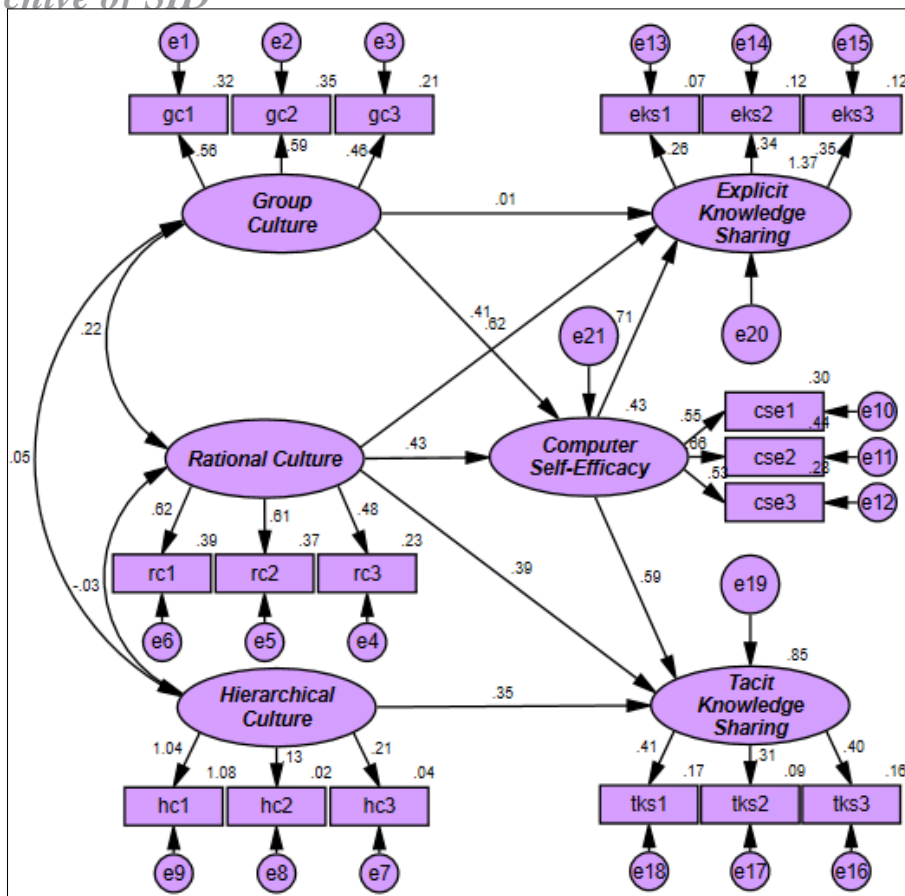 chive of SID
e1 e2 e3 e13 e14 e15
.32 .35 .21 .07 .12 .12
gc1 gc2 gc3 eks1 eks2 eks3
.56 .59 .46 .26 .34 1.37 .35
Group
Culture
.01
Explicit
Knowledge
Sharing
.41
.62
.71
e21
e20
.22
.05
.43
Rational Culture
.43
Computer
Self-Efficacy
.30
.55 cse1 e10
.44
.66 cse2 e11
.28
.53 cse3 e12
.62 .61 .48
.39 .37 .23
rc1 rc2 rc3
e6 e5 e4
-.03
.39
.59
e19
.85
Hierarchical
Culture
.35
Tacit
Knowledge
Sharing
1.04 .13 .21
1.08 .02 .04
hc1 hc2 hc3
e9 e8 e7
.41 .31 .40
.17 .09 .16
tks1 tks2 tks3
e18 e17 e16